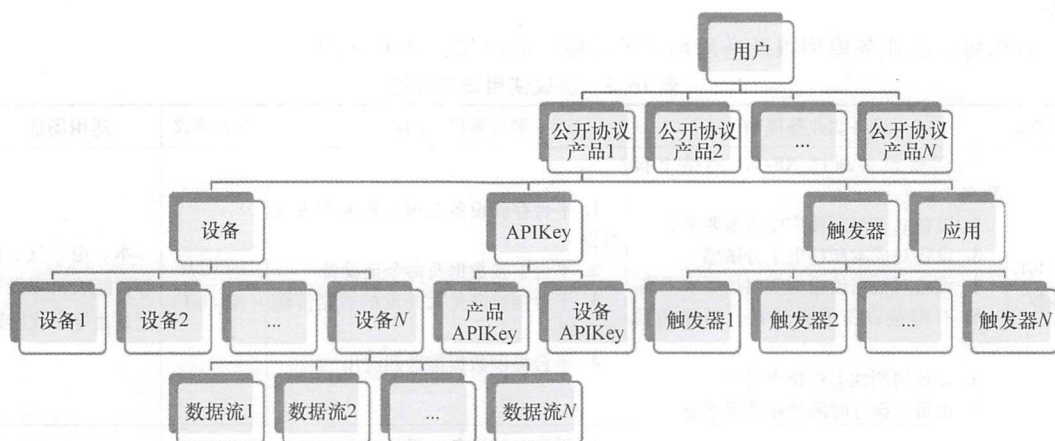 用户
公开协议
产品1
公开协议
产品2
...
公开协议
产品N
设备
APIKey
触发器
应用
设备1
设备2
...
设备N
产品
APIKey
设备
APIKey
触发器1
触发器2
...
触发器N
数据流1
数据流2
...
数据流N